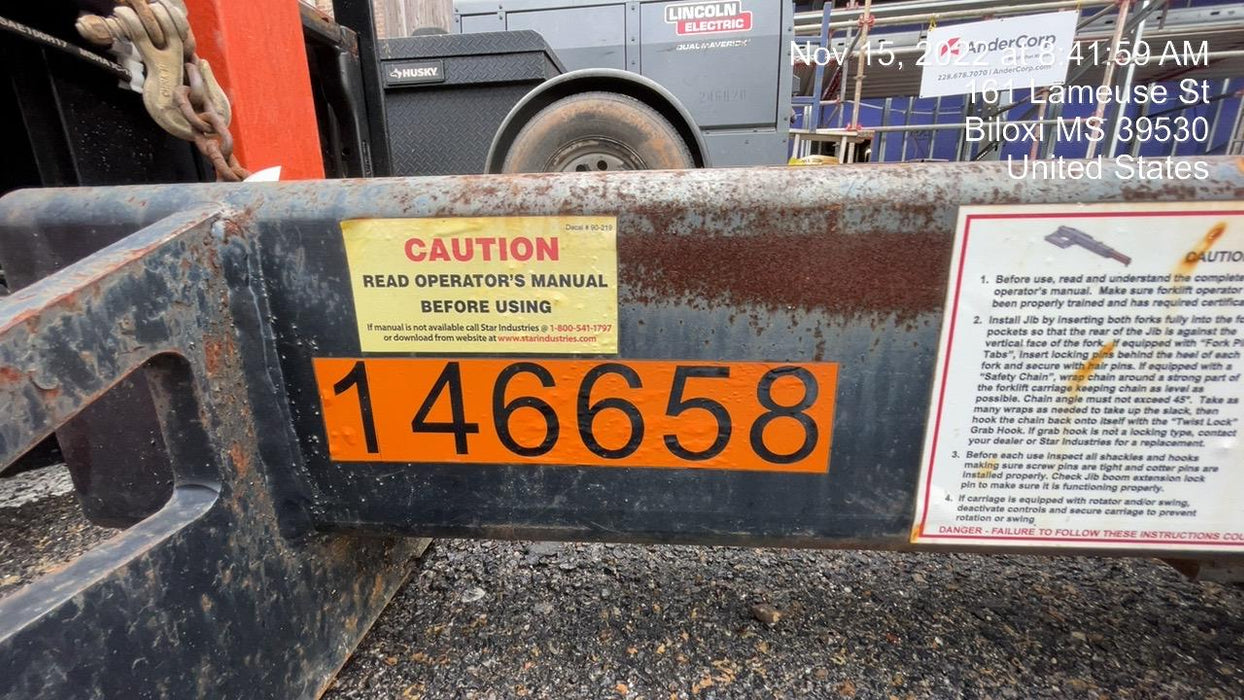 LINCOLN
ELECTRIC
DUAL MAVERICK
HUSKY
AnderCorp
228.678.7070 | AnderCorp.com
Nov 15, 2022 at 8:41:59 AM
161 Lameuse St
Biloxi MS 39530
United States
Decal # 90-219
CAUTION
READ OPERATOR'S MANUAL
BEFORE USING
If manual is not available call Star Industries @ 1-800-541-1797
or download from website at www.starindustries.com
146658
CAUTIO
1. Before use, read and understand the complete
operator's manual. Make sure forklift operator
been properly trained and has required certifica
2. Install Jib by inserting both forks fully into the fo
pockets so that the rear of the Jib is against the
vertical face of the fork. If equipped with "Fork Pi
Tabs", insert locking pins behind the heel of each
fork and secure with hair pins. If equipped with a
"Safety Chain", wrap chain around a strong part of
the forklift carriage keeping chain as level as
possible. Chain angle must not exceed 45°. Take as
many wraps as needed to take up the slack, then
hook the chain back onto itself with the "Twist Lock"
Grab Hook. If grab hook is not a locking type, contact
your dealer or Star Industries for a replacement.
3. Before each use inspect all shackles and hooks
making sure screw pins are tight and cotter pins are
installed properly. Check Jib boom extension lock
pin to make sure it is functioning properly.
4. If carriage is equipped with rotator and/or swing,
deactivate controls and secure carriage to prevent
rotation or swing
DANGER - FAILURE TO FOLLOW THESE INSTRUCTIONS COU